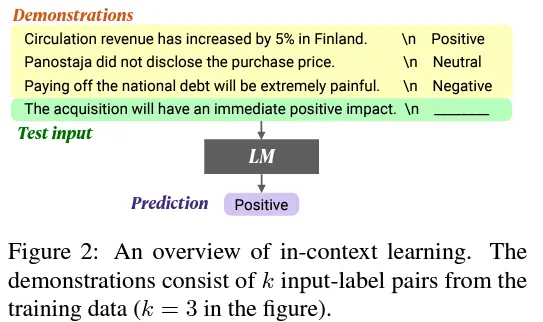 Demonstrations
Circulation revenue has increased by 5% in Finland. \n Positive
Panostaja did not disclose the purchase price. \n Neutral
Paying off the national debt will be extremely painful. \n Negative
The acquisition will have an immediate positive impact. \n ________
Test input
LM
Prediction Positive
Figure 2: An overview of in-context learning. The
demonstrations consist of k input-label pairs from the
training data (k = 3 in the figure).